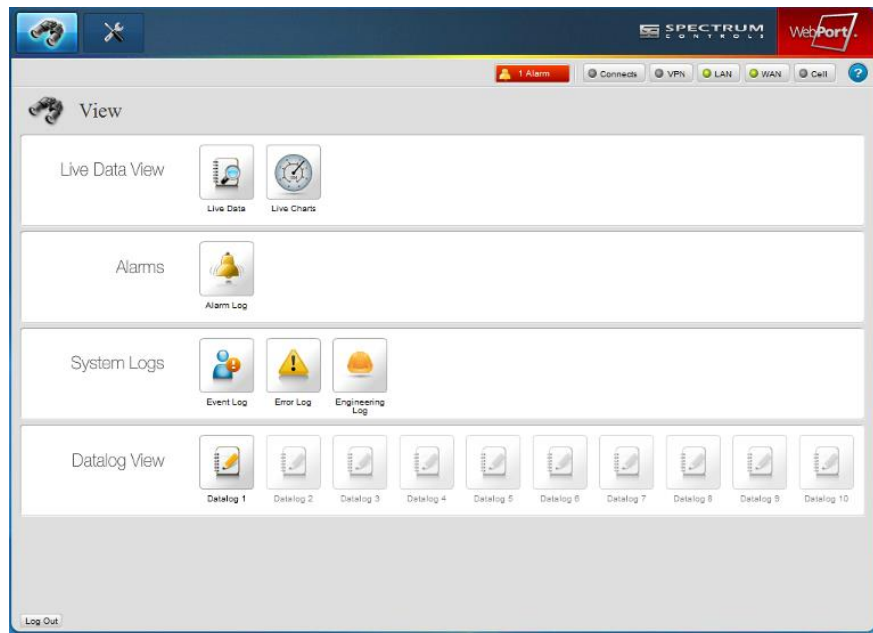 SPECTRUM
CONTROLS
WebPort.
1 Alarm
Connects
VPN
LAN
WAN
Cell
?
View
Live Data View
Live Data
Live Charts
Alarms
Alarm Log
System Logs
Event Log
Error Log
Engineering
Log
Datalog View
Datalog 1
Datalog 2
Datalog 3
Datalog 4
Datalog 5
Datalog 6
Datalog 7
Datalog 8
Datalog 9
Datalog 10
Log Out